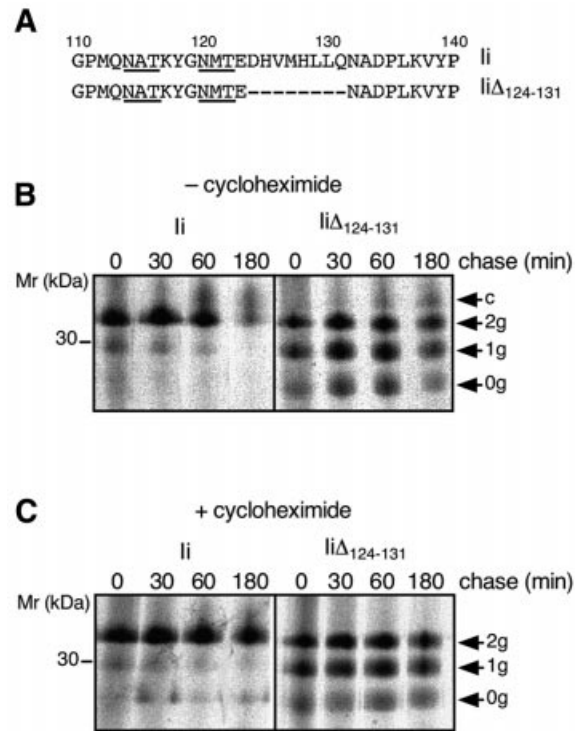 A
110 120 130 140
GPMQNATKYGNMTEDHVMHLLQNADPLKVYP Ii
GPMQNATKYGNMTE--------NADPLKVYP IiΔ124-131
B
– cycloheximide
Ii IiΔ124-131
0 30 60 180 0 30 60 180 chase (min)
Mr (kDa)
c
2g
30
1g
0g
C
+ cycloheximide
Ii IiΔ124-131
0 30 60 180 0 30 60 180 chase (min)
Mr (kDa)
2g
30
1g
0g